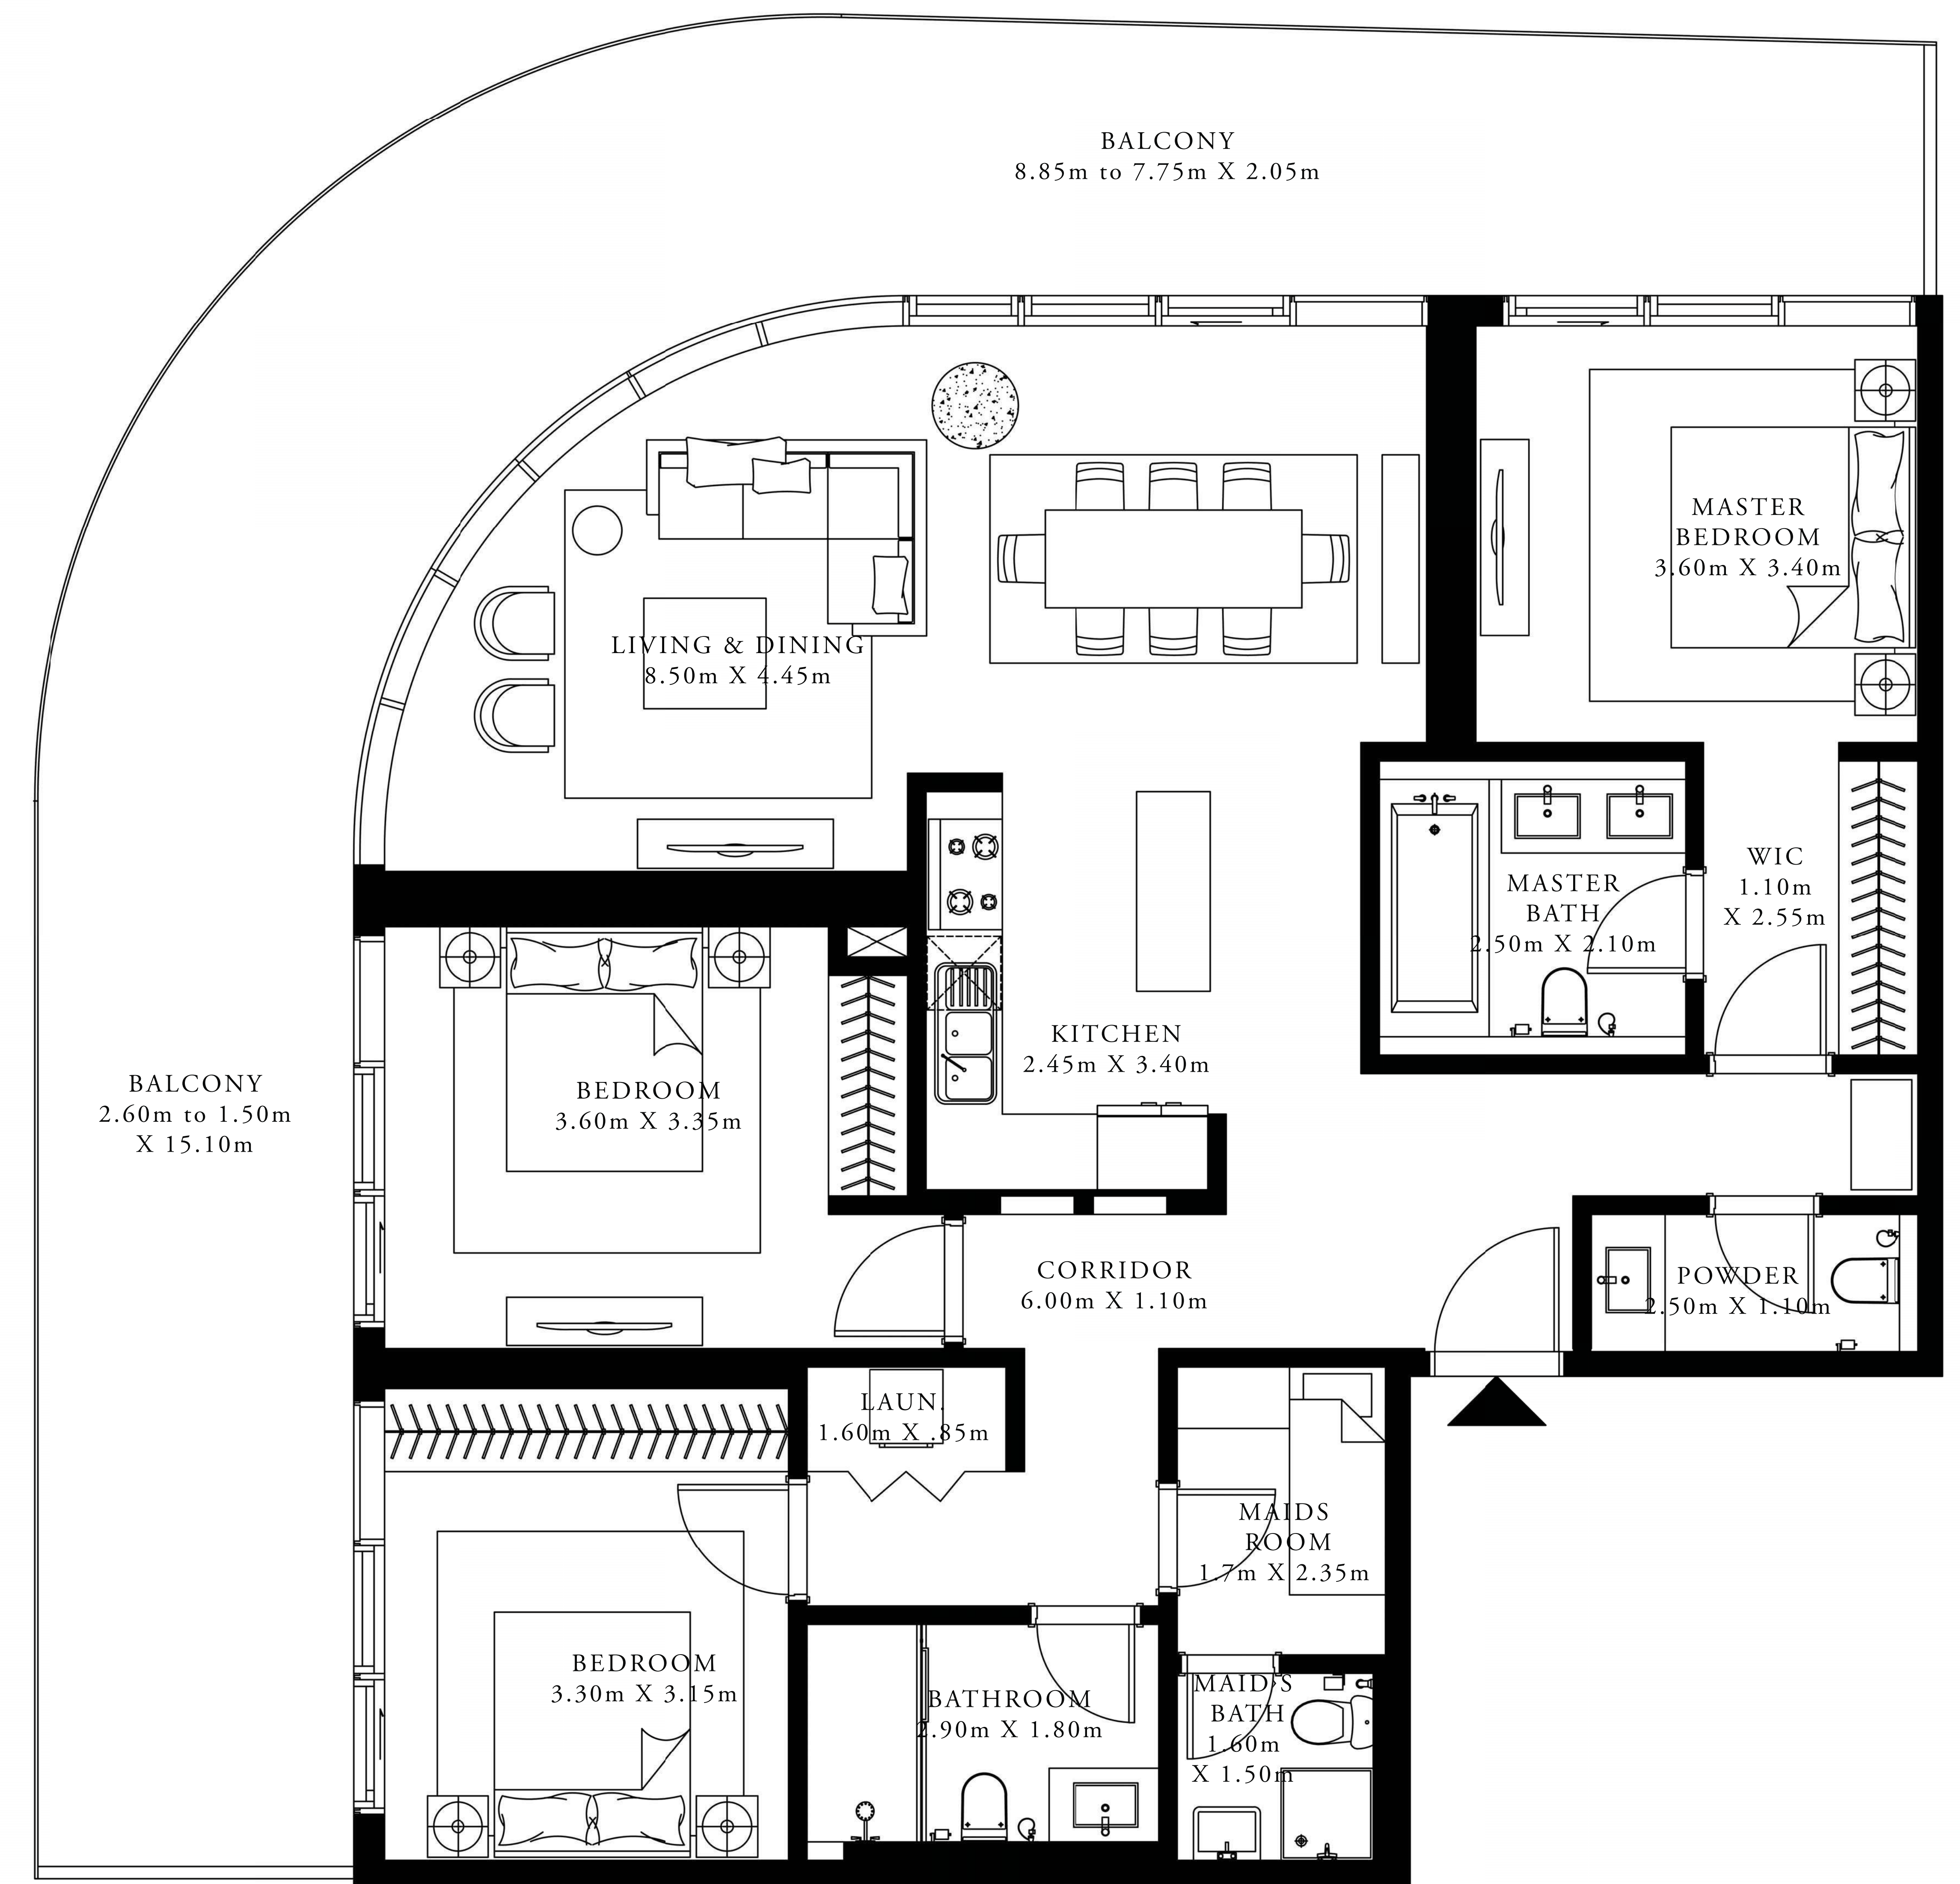 BALCONY
8.85m to 7.75m X 2.05m
MASTER
BEDROOM
3.60m X 3.40m
LIVING & DINING
8.50m X 4.45m
WIC
1.10m
X 2.55m
MASTER
BATH
2.50m X 2.10m
KITCHEN
2.45m X 3.40m
BALCONY
2.60m to 1.50m
X 15.10m
BEDROOM
3.60m X 3.35m
CORRIDOR
6.00m X 1.10m
POWDER
2.50m X 1.10m
LAUN.
1.60m X .85m
MAIDS
ROOM
1.7m X 2.35m
BEDROOM
3.30m X 3.15m
BATHROOM
2.90m X 1.80m
MAID'S
BATH
1.60m
X 1.50m